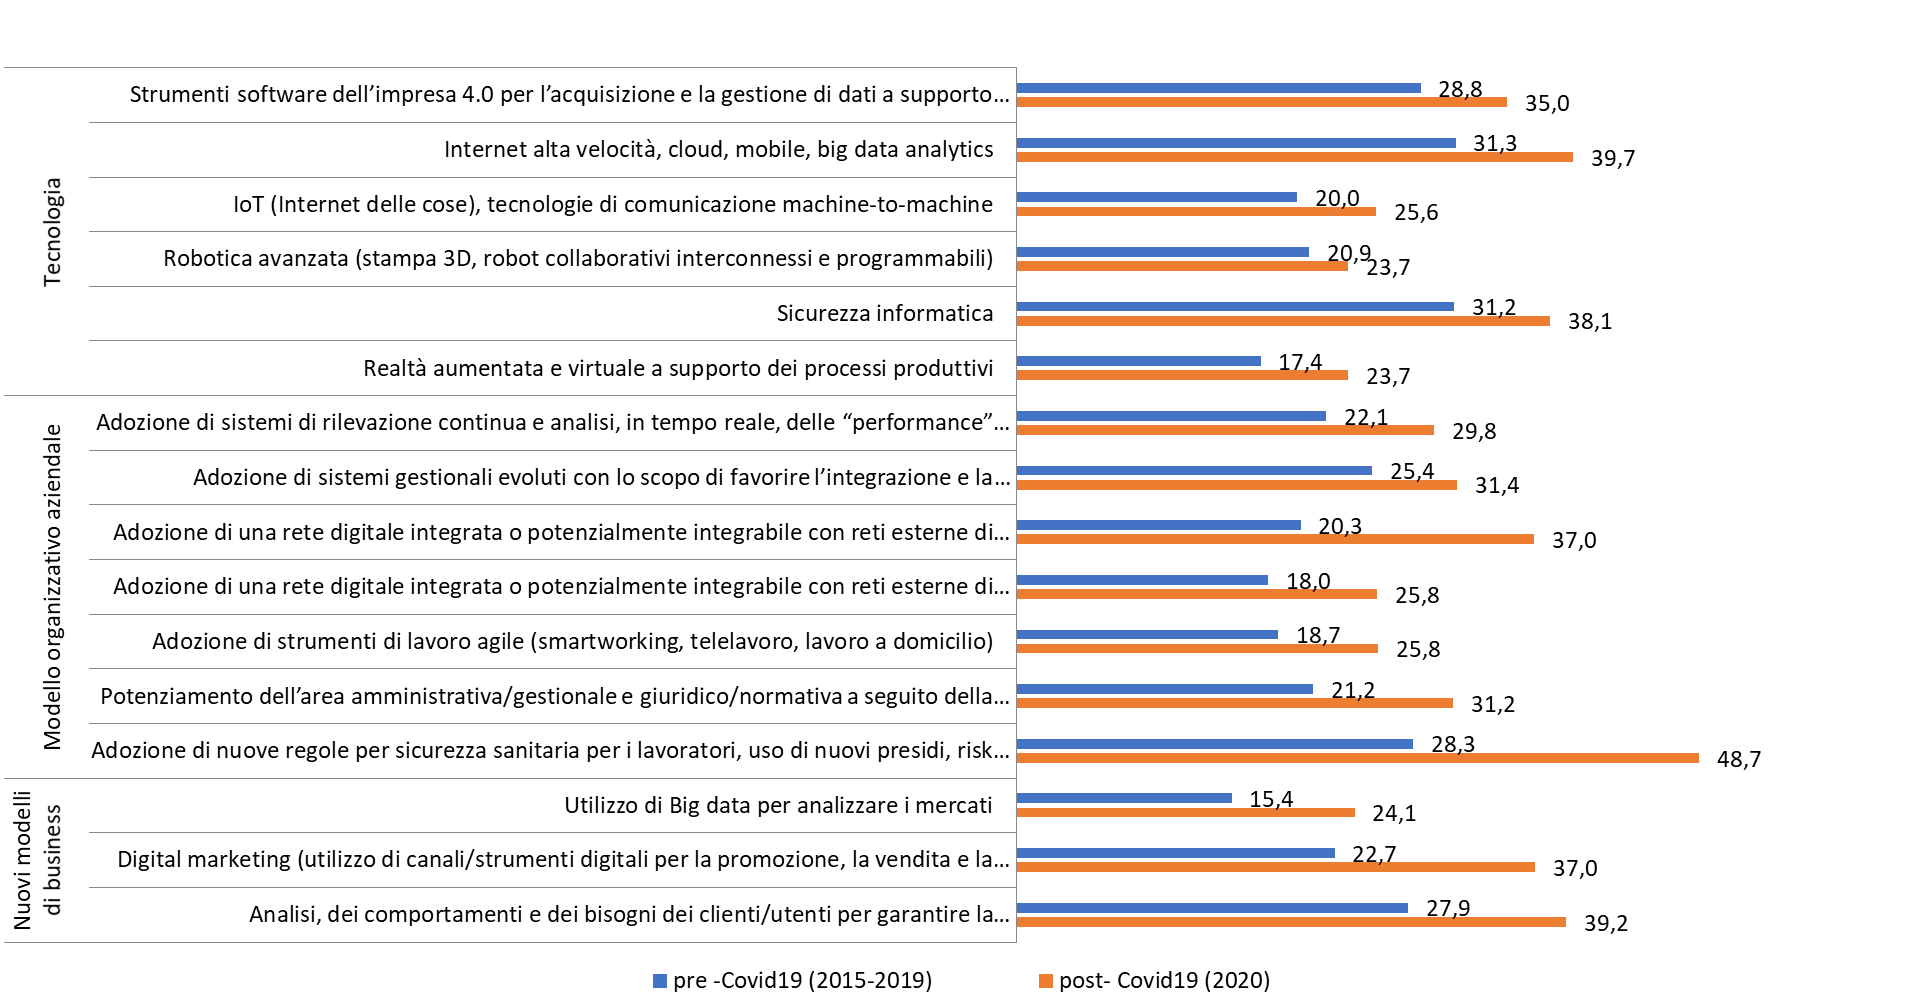 Tecnologia
Strumenti software dell’impresa 4.0 per l’acquisizione e la gestione di dati a supporto…
28,8
35,0
Internet alta velocità, cloud, mobile, big data analytics
31,3
39,7
IoT (Internet delle cose), tecnologie di comunicazione machine-to-machine
20,0
25,6
Robotica avanzata (stampa 3D, robot collaborativi interconnessi e programmabili)
20,9
23,7
Sicurezza informatica
31,2
38,1
Realtà aumentata e virtuale a supporto dei processi produttivi
17,4
23,7
Modello organizzativo aziendale
Adozione di sistemi di rilevazione continua e analisi, in tempo reale, delle “performance”…
22,1
29,8
Adozione di sistemi gestionali evoluti con lo scopo di favorire l’integrazione e la…
25,4
31,4
Adozione di una rete digitale integrata o potenzialmente integrabile con reti esterne di…
20,3
37,0
Adozione di una rete digitale integrata o potenzialmente integrabile con reti esterne di…
18,0
25,8
Adozione di strumenti di lavoro agile (smartworking, telelavoro, lavoro a domicilio)
18,7
25,8
Potenziamento dell’area amministrativa/gestionale e giuridico/normativa a seguito della…
21,2
31,2
Adozione di nuove regole per sicurezza sanitaria per i lavoratori, uso di nuovi presidi, risk…
28,3
48,7
Nuovi modelli
di business
Utilizzo di Big data per analizzare i mercati
15,4
24,1
Digital marketing (utilizzo di canali/strumenti digitali per la promozione, la vendita e la…
22,7
37,0
Analisi, dei comportamenti e dei bisogni dei clienti/utenti per garantire la…
27,9
39,2
pre -Covid19 (2015-2019)
post- Covid19 (2020)